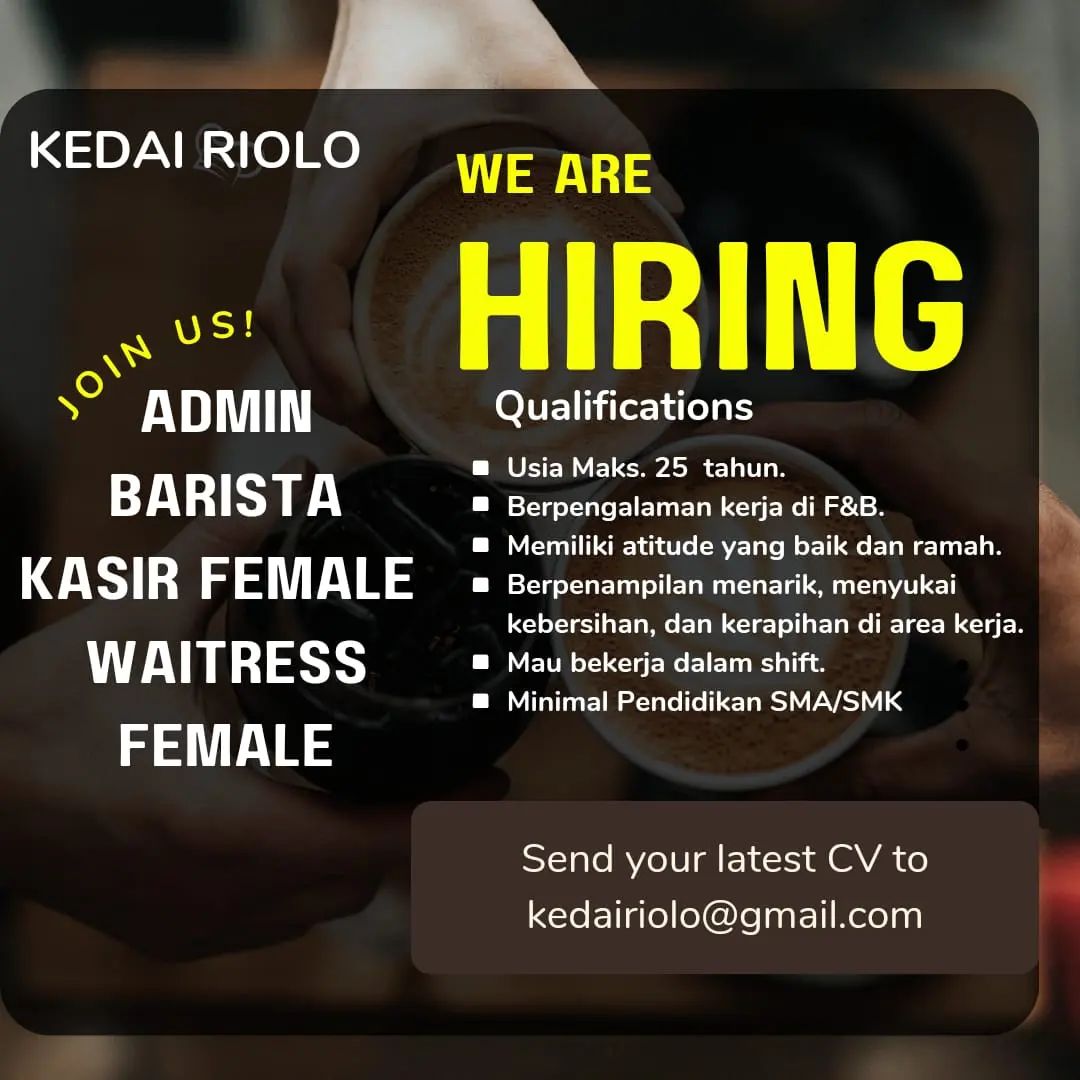 KEDAI RIOLO
WE ARE
HIRING
JOIN US!
ADMIN
BARISTA
KASIR FEMALE
WAITRESS
FEMALE
Qualifications
Usia Maks. 25 tahun.
Berpengalaman kerja di F&B.
Memiliki atitude yang baik dan ramah.
Berpenampilan menarik, menyukai
kebersihan, dan kerapihan di area kerja.
Mau bekerja dalam shift.
Minimal Pendidikan SMA/SMK
Send your latest CV to
kedairiolo@gmail.com